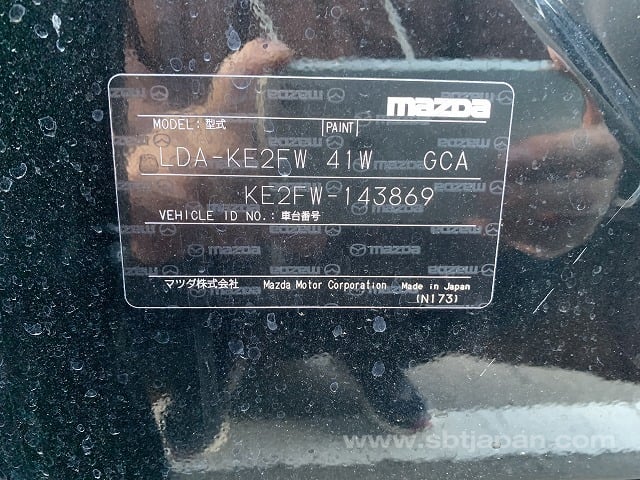 mazda
MODEL: 型式 PAINT
LDA-KE2FW 41W GCA
KE2FW-143869
VEHICLE ID NO.: 車台番号
マツダ株式会社 Mazda Motor Corporation Made in Japan
(N173)
www.sbtjapan.com